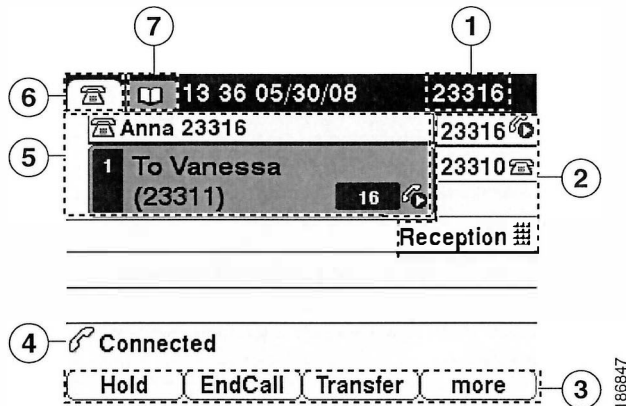 7
1
6
13 36 05/30/08
23316
Anna 23316
23316
5
1 To Vanessa
23310
2
(23311)
16
Reception
4
Connected
Hold
EndCall
Transfer
more
3
186847